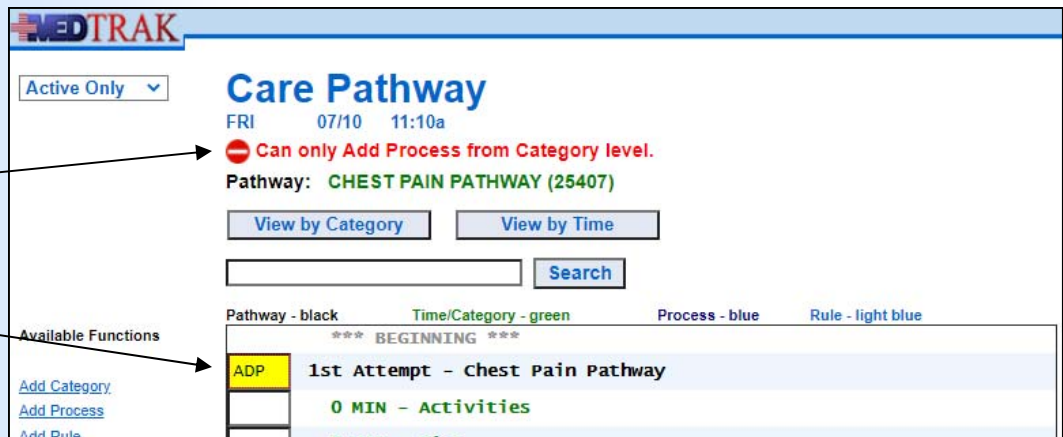 MEDTRAK
Active Only
Care Pathway
FRI 07/10 11:10a
Can only Add Process from Category level.
Pathway: CHEST PAIN PATHWAY (25407)
View by Category View by Time
Search
Pathway - black Time/Category - green Process - blue Rule - light blue
Available Functions
*** BEGINNING ***
ADP 1st Attempt - Chest Pain Pathway
Add Category
0 MIN - Activities
Add Process
Add Rule